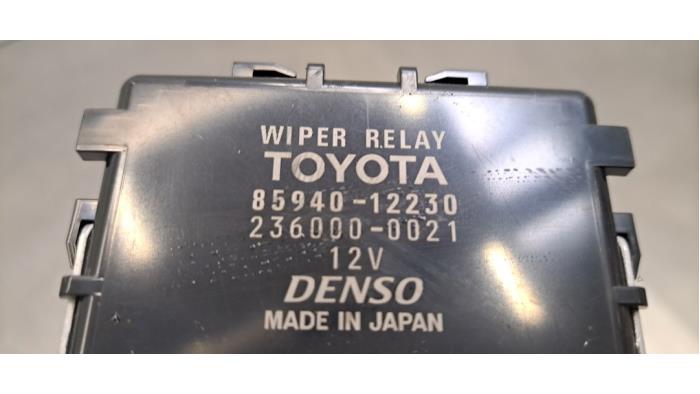 WIPER RELAY
TOYOTA
85940-12230
236000-0021
12V
DENSO
MADE IN JAPAN